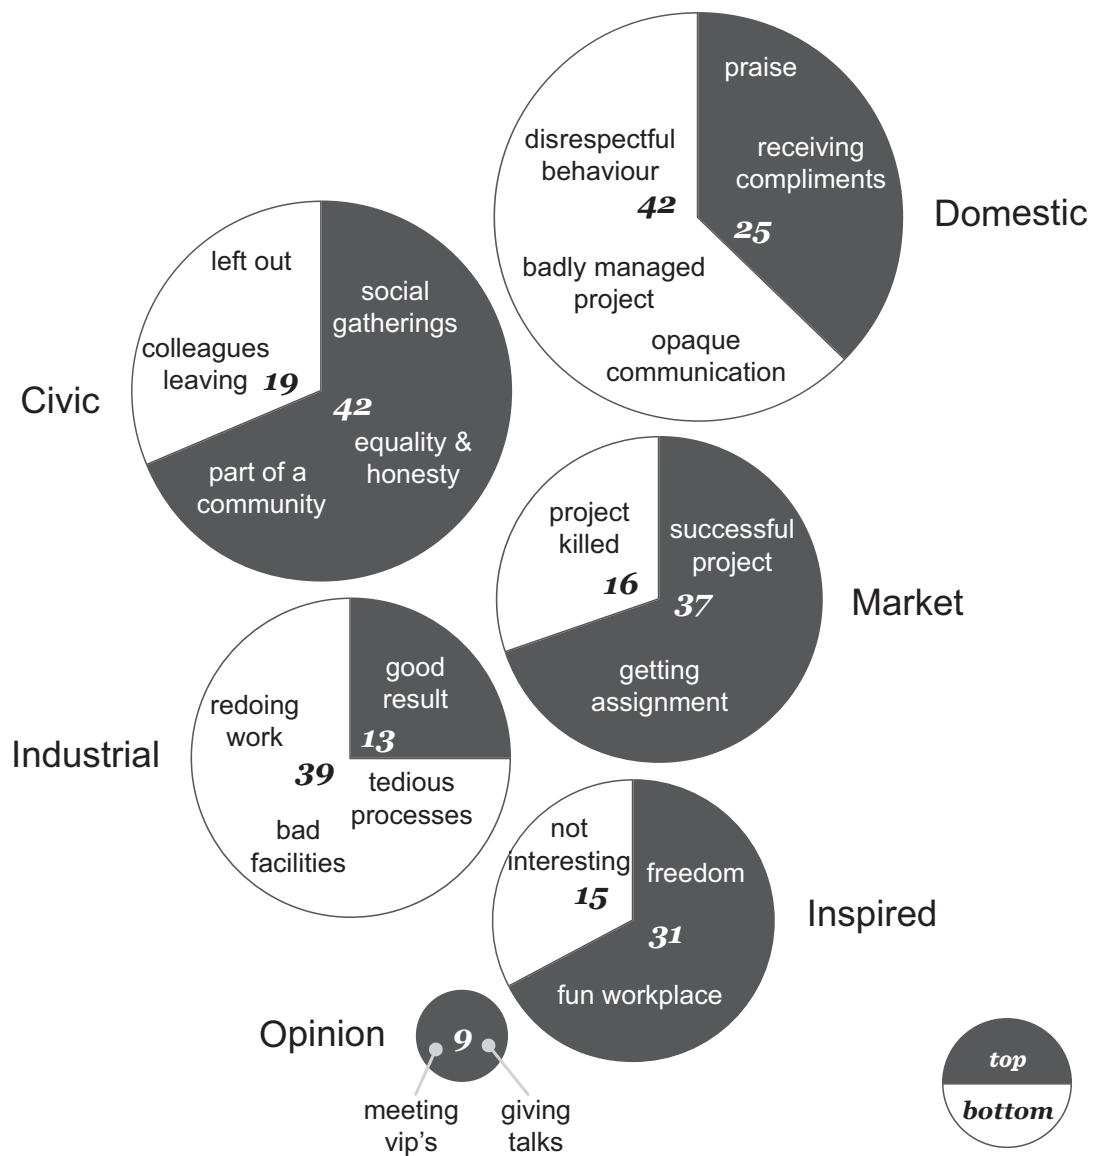 praise
receiving
compliments
25
disrespectful
behaviour
42
badly managed
project
opaque
communication
Domestic
left out
colleagues
leaving
19
social
gatherings
42
equality &
honesty
part of a
community
Civic
project
killed
16
successful
project
37
getting
assignment
Market
good
result
13
redoing
work
39
tedious
processes
bad
facilities
Industrial
not
interesting
15
freedom
31
fun workplace
Inspired
Opinion
9
meeting
vip's
giving
talks
top
bottom